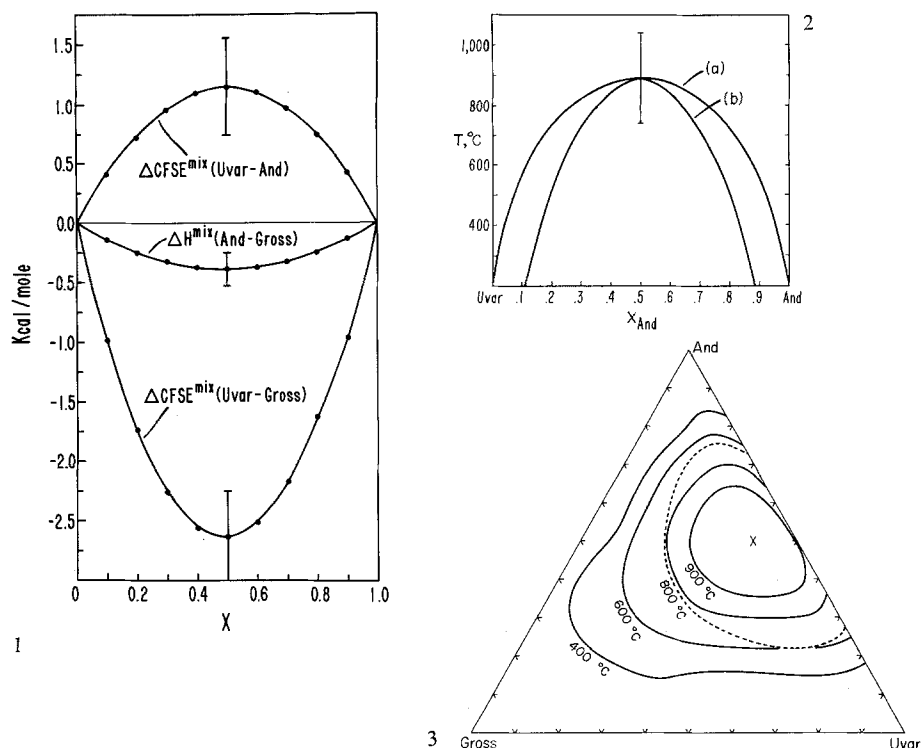 1.5
1.0
0.5
0.0
-0.5
-1.0
-1.5
-2.0
-2.5
Kcal/mole
ΔCFSE^mix(Uvar-And)
ΔH^mix(And-Gross)
ΔCFSE^mix(Uvar-Gross)
0 0.2 0.4 0.6 0.8 1.0
X
1
2
1,000
800
T,°C
600
400
(a)
(b)
Uvar .1 .2 .3 .4 .5 .6 .7 .8 .9 And
X_And
And
X
900 °C
800 °C
600 °C
400 °C
3 Gross Uvar